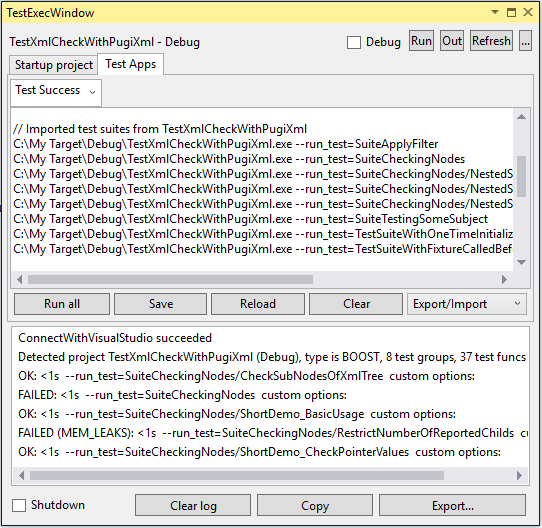 TestExecWindow
TestXmlCheckWithPugiXml - Debug
Debug
Run
Out
Refresh
...
Startup project
Test Apps
Test Success
// Imported test suites from TestXmlCheckWithPugiXml
C:\My Target\Debug\TestXmlCheckWithPugiXml.exe --run_test=SuiteApplyFilter
C:\My Target\Debug\TestXmlCheckWithPugiXml.exe --run_test=SuiteCheckingNodes
C:\My Target\Debug\TestXmlCheckWithPugiXml.exe --run_test=SuiteCheckingNodes/NestedS
C:\My Target\Debug\TestXmlCheckWithPugiXml.exe --run_test=SuiteCheckingNodes/NestedS
C:\My Target\Debug\TestXmlCheckWithPugiXml.exe --run_test=SuiteCheckingNodes/NestedS
C:\My Target\Debug\TestXmlCheckWithPugiXml.exe --run_test=SuiteTestingSomeSubject
C:\My Target\Debug\TestXmlCheckWithPugiXml.exe --run_test=TestSuiteWithOneTimeInitializ
C:\My Target\Debug\TestXmlCheckWithPugiXml.exe --run_test=TestSuiteWithFixtureCalledBef
Run all
Save
Reload
Clear
Export/Import
ConnectWithVisualStudio succeeded
Detected project TestXmlCheckWithPugiXml (Debug), type is BOOST, 8 test groups, 37 test funcs
OK: <1s --run_test=SuiteCheckingNodes/CheckSubNodesOfXmlTree custom options:
FAILED: <1s --run_test=SuiteCheckingNodes custom options:
OK: <1s --run_test=SuiteCheckingNodes/ShortDemo_BasicUsage custom options:
FAILED (MEM_LEAKS): <1s --run_test=SuiteCheckingNodes/RestrictNumberOfReportedChilds cu
OK: <1s --run_test=SuiteCheckingNodes/ShortDemo_CheckPointerValues custom options:
Shutdown
Clear log
Copy
Export...